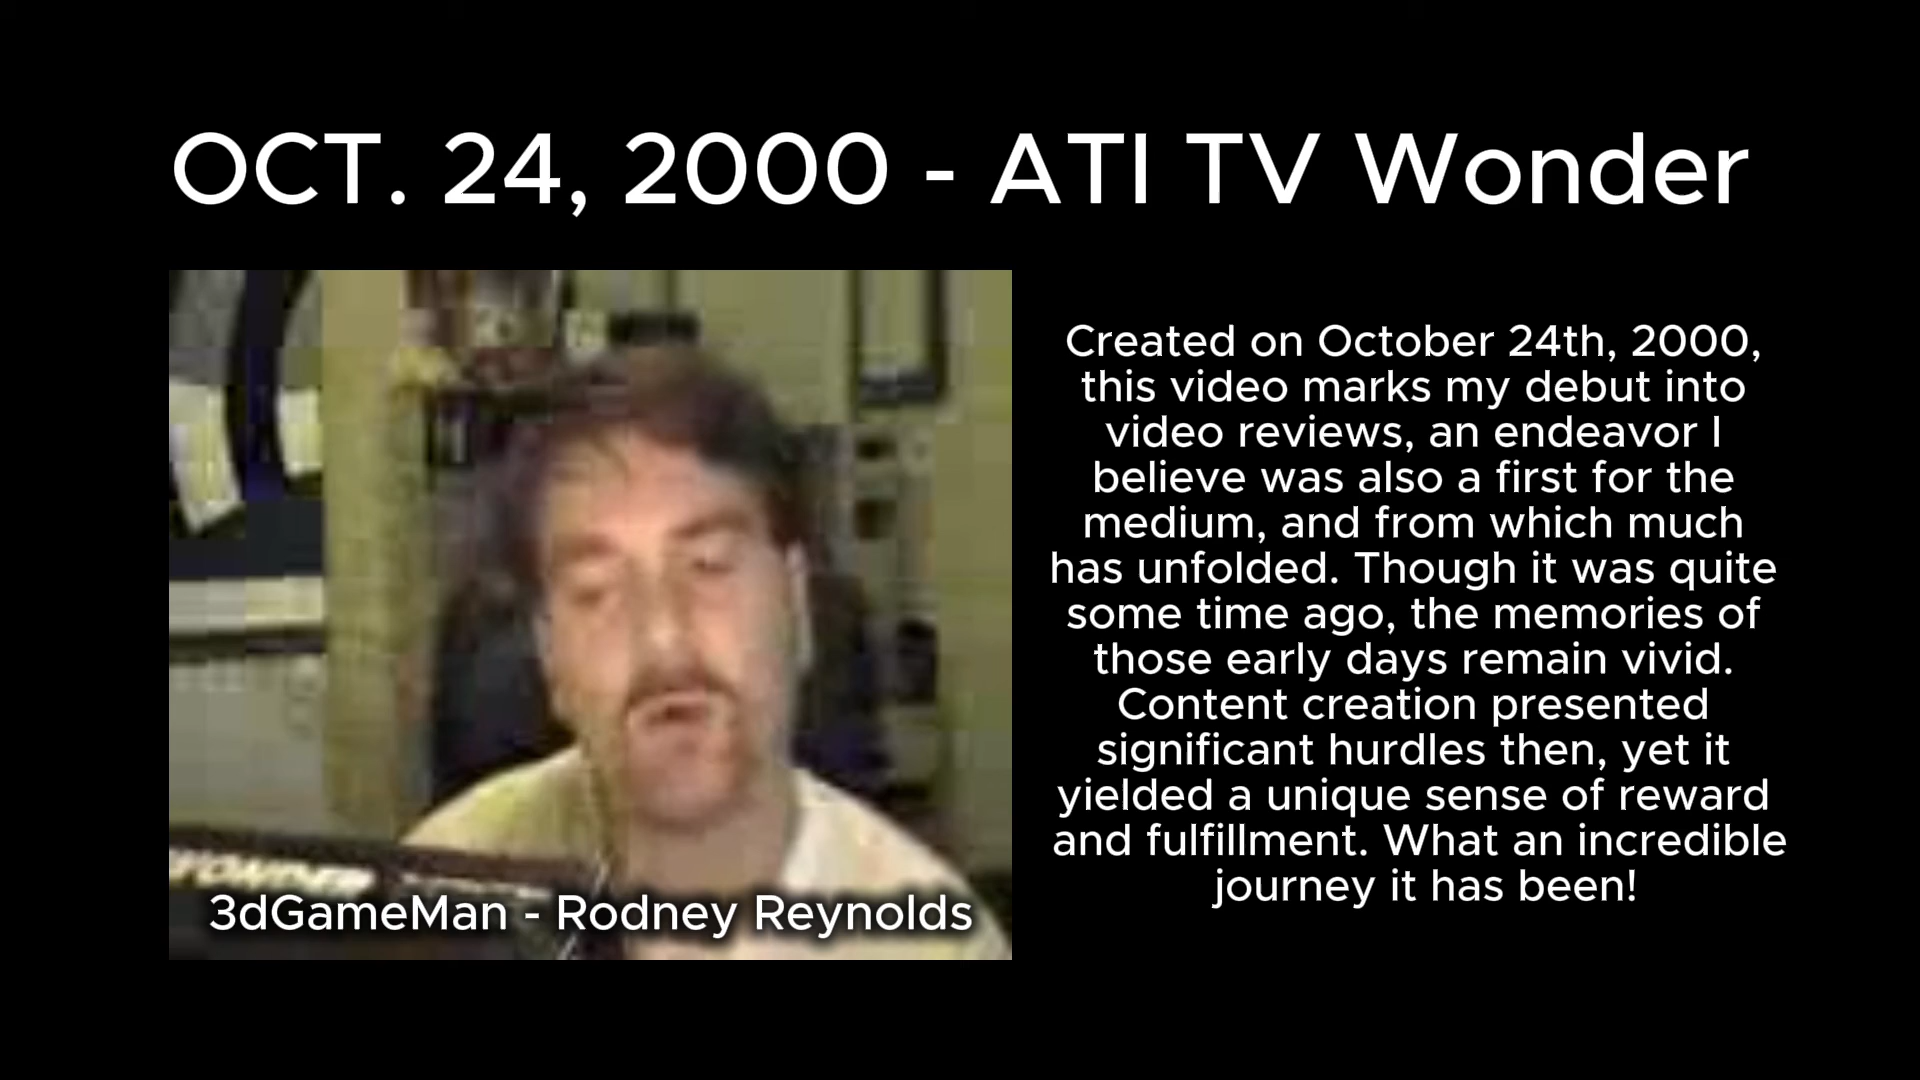 OCT. 24, 2000 - ATI TV Wonder
Created on October 24th, 2000,
this video marks my debut into
video reviews, an endeavor I
believe was also a first for the
medium, and from which much
has unfolded. Though it was quite
some time ago, the memories of
those early days remain vivid.
Content creation presented
significant hurdles then, yet it
yielded a unique sense of reward
and fulfillment. What an incredible
journey it has been!
WONDER
3dGameMan - Rodney Reynolds